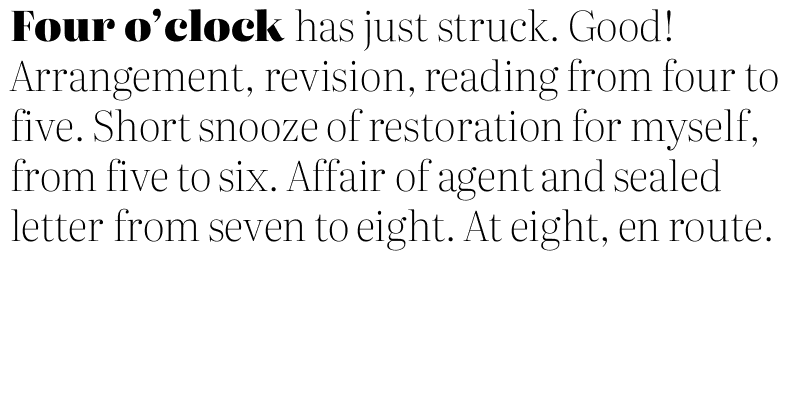 Four o’clock has just struck. Good!
Arrangement, revision, reading from four to
five. Short snooze of restoration for myself,
from five to six. Affair of agent and sealed
letter from seven to eight. At eight, en route.